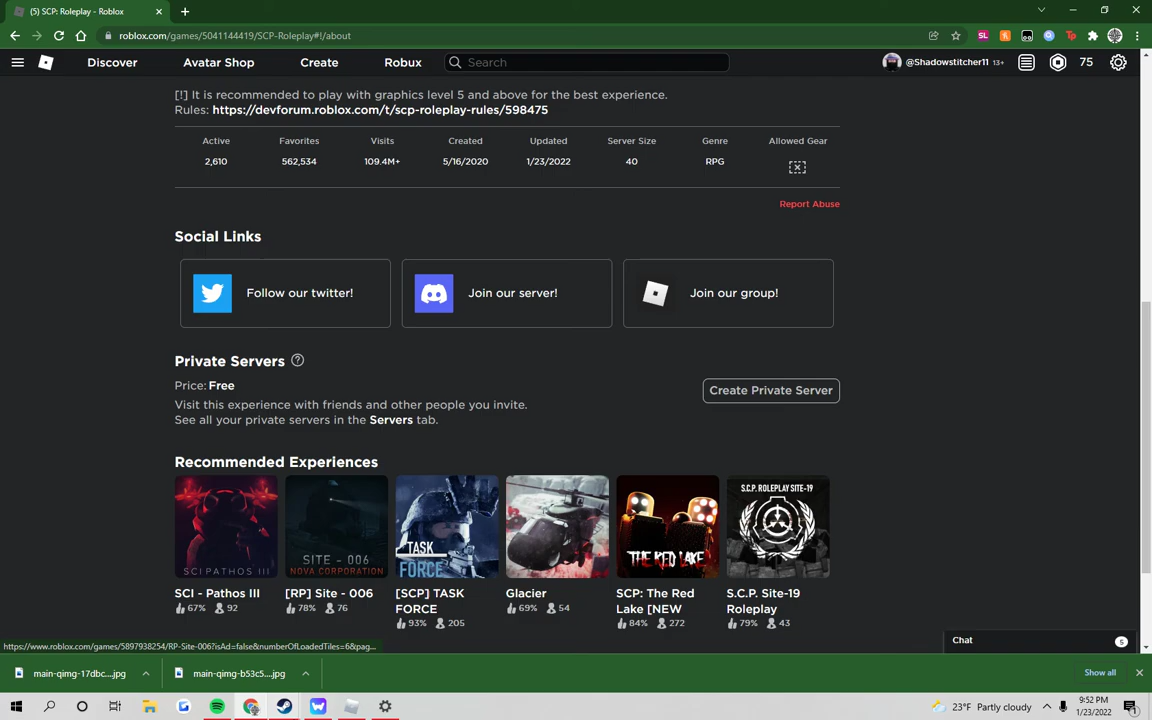 (5) SCP: Roleplay - Roblox
roblox.com/games/5041144419/SCP-Roleplay#!/about
Discover Avatar Shop Create Robux Search @Shadowstitcher11 13+ 75
[!] It is recommended to play with graphics level 5 and above for the best experience.
Rules: https://devforum.roblox.com/t/scp-roleplay-rules/598475
Active Favorites Visits Created Updated Server Size Genre Allowed Gear
2,610 562,534 109.4M+ 5/16/2020 1/23/2022 40 RPG
Report Abuse
Social Links
Follow our twitter! Join our server! Join our group!
Private Servers
Price: Free
Create Private Server
Visit this experience with friends and other people you invite.
See all your private servers in the Servers tab.
Recommended Experiences
SCI PATHOS III
SITE - 006
NOVA CORPORATION
TASK
FORCE
THE RED LAKE
S.C.P. ROLEPLAY SITE-19
SCI - Pathos III [RP] Site - 006 [SCP] TASK FORCE Glacier SCP: The Red Lake [NEW S.C.P. Site-19 Roleplay
67% 92 78% 76 93% 205 69% 54 84% 272 79% 43
https://www.roblox.com/games/5897938254/RP-Site-006?isAd=false&numberOfLoadedTiles=6&pag...
Chat 5
main-qimg-17dbc....jpg main-qimg-b53c5....jpg Show all
23°F Partly cloudy 9:52 PM
1/23/2022